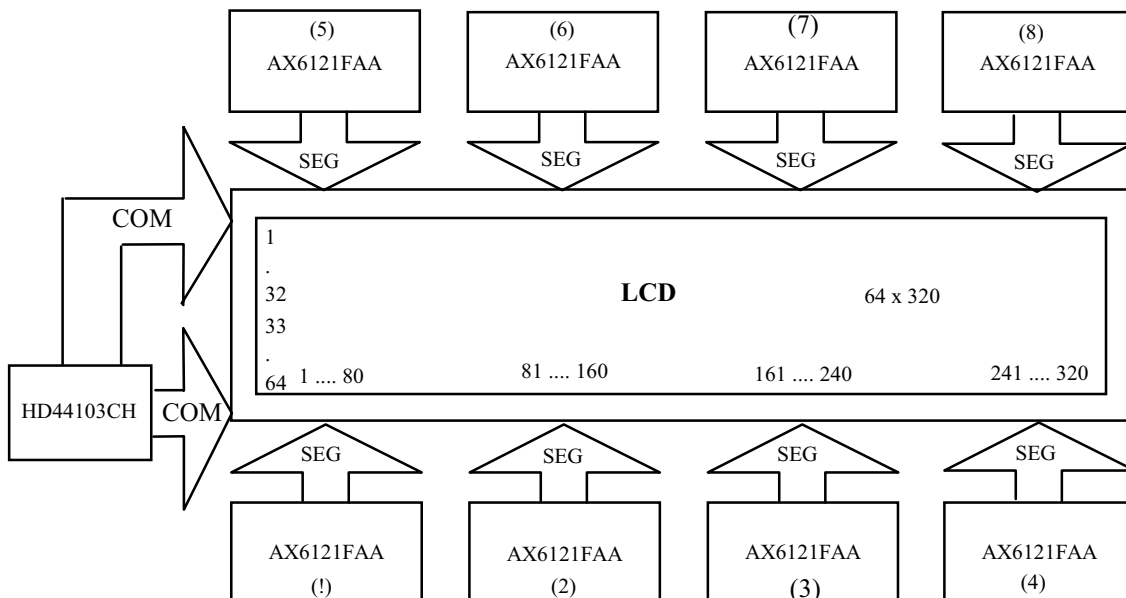 (5)
AX6121FAA
(6)
AX6121FAA
(7)
AX6121FAA
(8)
AX6121FAA
SEG
SEG
SEG
SEG
COM
1
.
32
33
.
64
LCD
64 x 320
1 .... 80
81 .... 160
161 .... 240
241 .... 320
HD44103CH
COM
SEG
SEG
SEG
SEG
AX6121FAA
(!)
AX6121FAA
(2)
AX6121FAA
(3)
AX6121FAA
(4)